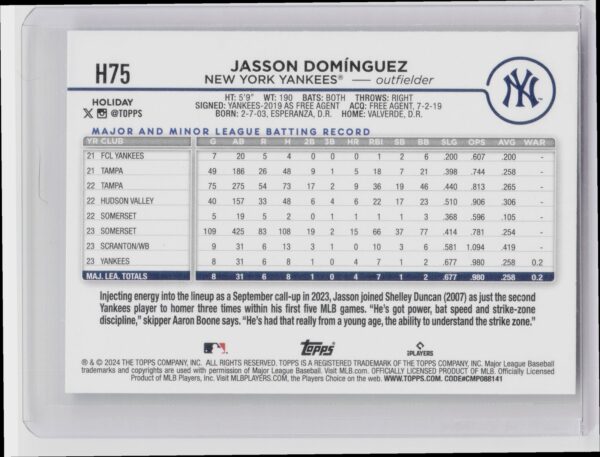 H75
JASSON DOMÍNGUEZ
NEW YORK YANKEES® — outfielder
HOLIDAY
@TOPPS
HT: 5'9" WT: 190 BATS: BOTH THROWS: RIGHT
SIGNED: YANKEES-2019 AS FREE AGENT ACQ: FREE AGENT, 7-2-19
BORN: 2-7-03, ESPERANZA, D.R. HOME: VALVERDE, D.R.
NY
MAJOR AND MINOR LEAGUE BATTING RECORD
YR CLUB G AB R H 2B 3B HR RBI SB BB SLG OPS AVG WAR
21 FCL YANKEES 7 20 5 4 0 0 0 1 2 6 .200 .607 .200 -
21 TAMPA 49 186 26 48 9 1 5 18 7 21 .398 .744 .258 -
22 TAMPA 75 275 54 73 17 2 9 36 19 46 .440 .813 .265 -
22 HUDSON VALLEY 40 157 33 48 6 4 6 22 17 23 .510 .906 .306 -
22 SOMERSET 5 19 5 2 0 1 1 1 1 3 .368 .596 .105 -
23 SOMERSET 109 425 83 108 19 2 15 66 37 77 .414 .781 .254 -
23 SCRANTON/WB 9 31 6 13 3 1 0 10 3 6 .581 1.094 .419 -
23 YANKEES 8 31 6 8 1 0 4 7 1 2 .677 .980 .258 0.2
MAJ. LEA. TOTALS 8 31 6 8 1 0 4 7 1 2 .677 .980 .258 0.2
Injecting energy into the lineup as a September call-up in 2023, Jasson joined Shelley Duncan (2007) as just the second
Yankees player to homer three times within his first five MLB games. "He's got power, bat speed and strike-zone
discipline," skipper Aaron Boone says. "He's had that really from a young age, the ability to understand the strike zone."
Topps
PLAYERS
® & © 2024 THE TOPPS COMPANY, INC. ALL RIGHTS RESERVED. TOPPS IS A REGISTERED TRADEMARK OF THE TOPPS COMPANY, INC. Major League Baseball
trademarks and copyrights are used with permission of Major League Baseball. Visit MLB.com. OFFICIALLY LICENSED PRODUCT OF MLB Players, Inc. Officially Licensed
Product of MLB Players, Inc. Visit MLBPLAYERS.COM, the Players Choice on the web. WWW.TOPPS.COM. CODE#CMP088141